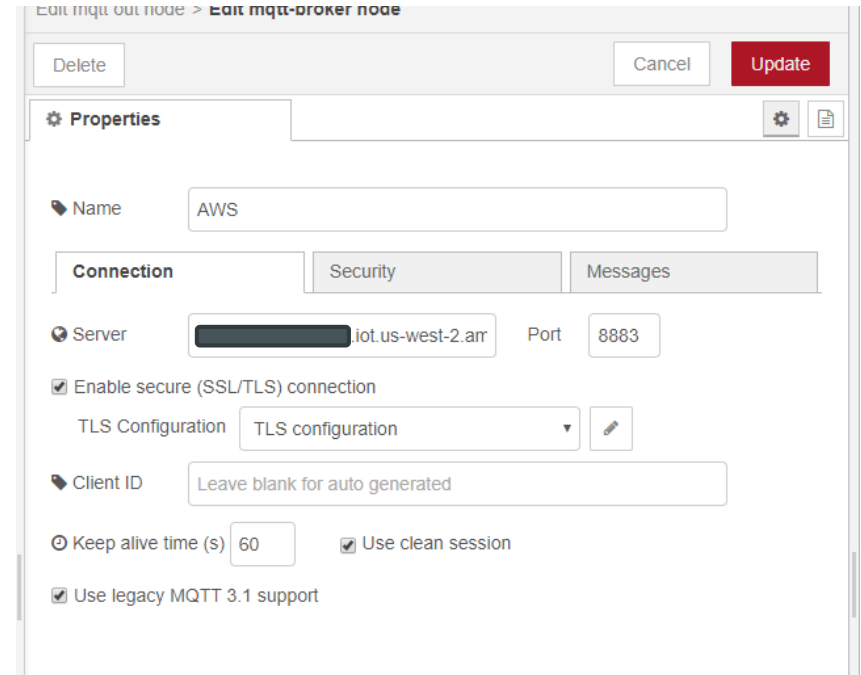 Edit mqtt out node > Edit mqtt-broker node
Delete Cancel Update
Properties
Name AWS
Connection Security Messages
Server .iot.us-west-2.am Port 8883
Enable secure (SSL/TLS) connection
TLS Configuration TLS configuration
Client ID Leave blank for auto generated
Keep alive time (s) 60 Use clean session
Use legacy MQTT 3.1 support